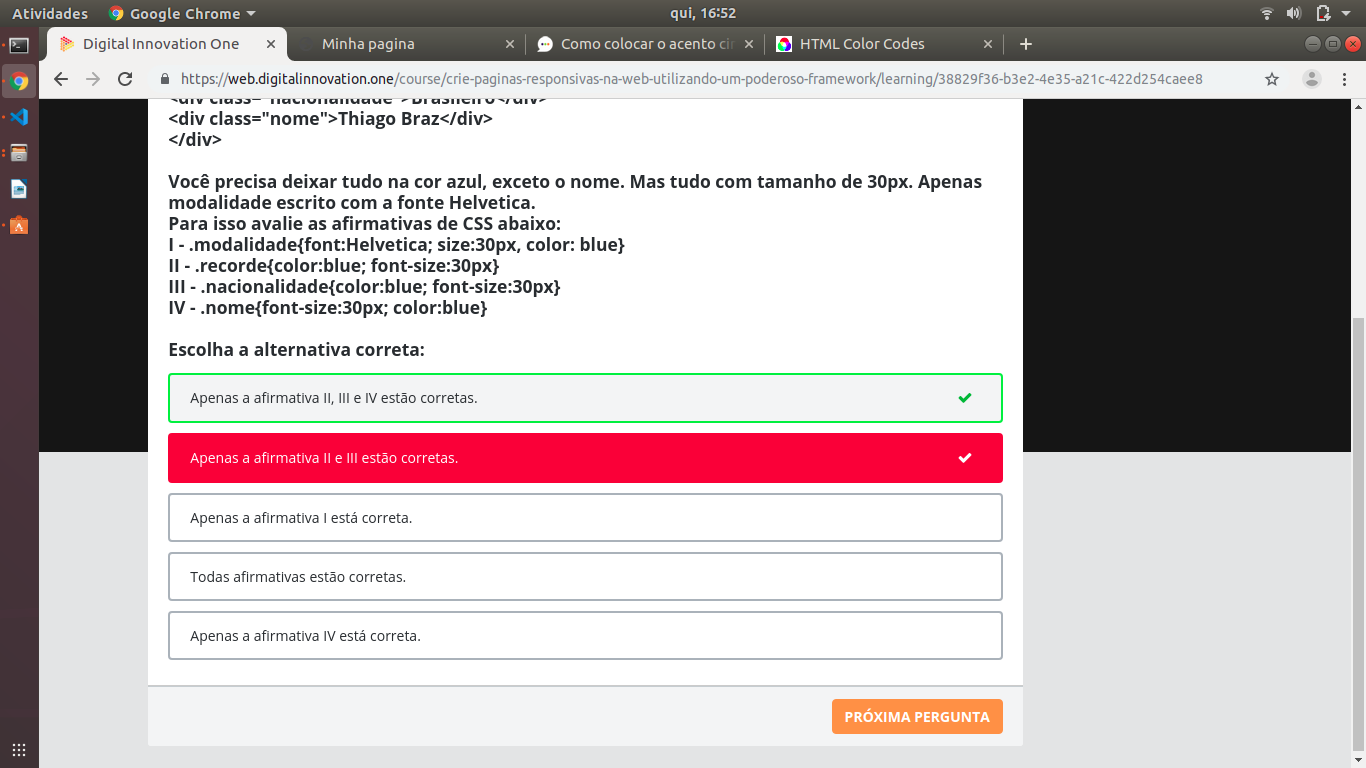 Atividades
Google Chrome
qui, 16:52
Digital Innovation One
Minha pagina
Como colocar o acento cir
HTML Color Codes
https://web.digitalinnovation.one/course/crie-paginas-responsivas-na-web-utilizando-um-poderoso-framework/learning/38829f36-b3e2-4e35-a21c-422d254caee8
<div class="nacionalidade">Brasileiro</div>
<div class="nome">Thiago Braz</div>
</div>
Você precisa deixar tudo na cor azul, exceto o nome. Mas tudo com tamanho de 30px. Apenas
modalidade escrito com a fonte Helvetica.
Para isso avalie as afirmativas de CSS abaixo:
I - .modalidade{font:Helvetica; size:30px, color: blue}
II - .recorde{color:blue; font-size:30px}
III - .nacionalidade{color:blue; font-size:30px}
IV - .nome{font-size:30px; color:blue}
Escolha a alternativa correta:
Apenas a afirmativa II, III e IV estão corretas.
Apenas a afirmativa II e III estão corretas.
Apenas a afirmativa I está correta.
Todas afirmativas estão corretas.
Apenas a afirmativa IV está correta.
PRÓXIMA PERGUNTA